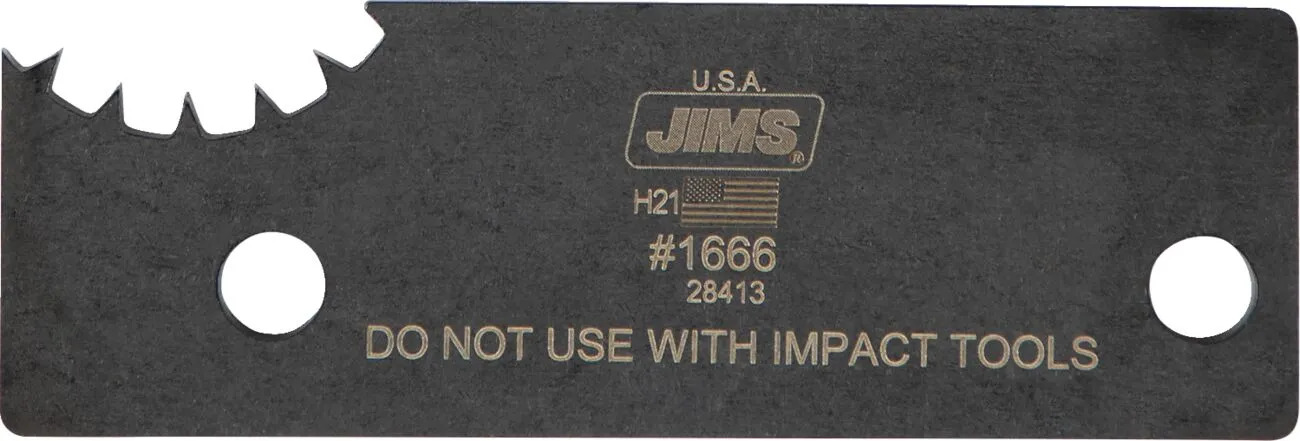 U.S.A.
JIMS®
H21
#1666
28413
DO NOT USE WITH IMPACT TOOLS